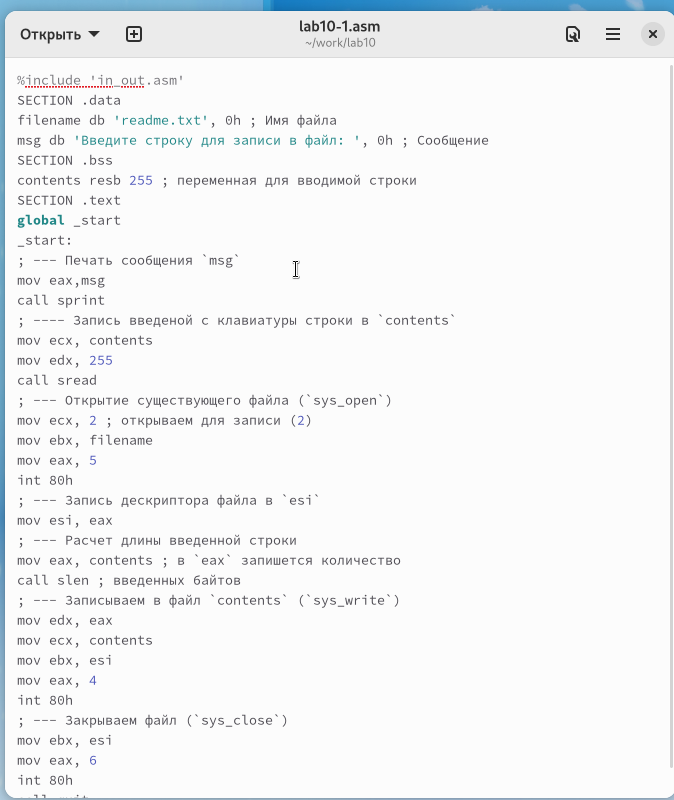 Открыть
lab10-1.asm
~/work/lab10
%include 'in_out.asm'
SECTION .data
filename db 'readme.txt', 0h ; Имя файла
msg db 'Введите строку для записи в файл: ', 0h ; Сообщение
SECTION .bss
contents resb 255 ; переменная для вводимой строки
SECTION .text
global _start
_start:
; --- Печать сообщения `msg`
mov eax,msg
call sprint
; ---- Запись введеной с клавиатуры строки в `contents`
mov ecx, contents
mov edx, 255
call sread
; --- Открытие существующего файла (`sys_open`)
mov ecx, 2 ; открываем для записи (2)
mov ebx, filename
mov eax, 5
int 80h
; --- Запись дескриптора файла в `esi`
mov esi, eax
; --- Расчет длины введенной строки
mov eax, contents ; в `eax` запишется количество
call slen ; введенных байтов
; --- Записываем в файл `contents` (`sys_write`)
mov edx, eax
mov ecx, contents
mov ebx, esi
mov eax, 4
int 80h
; --- Закрываем файл (`sys_close`)
mov ebx, esi
mov eax, 6
int 80h